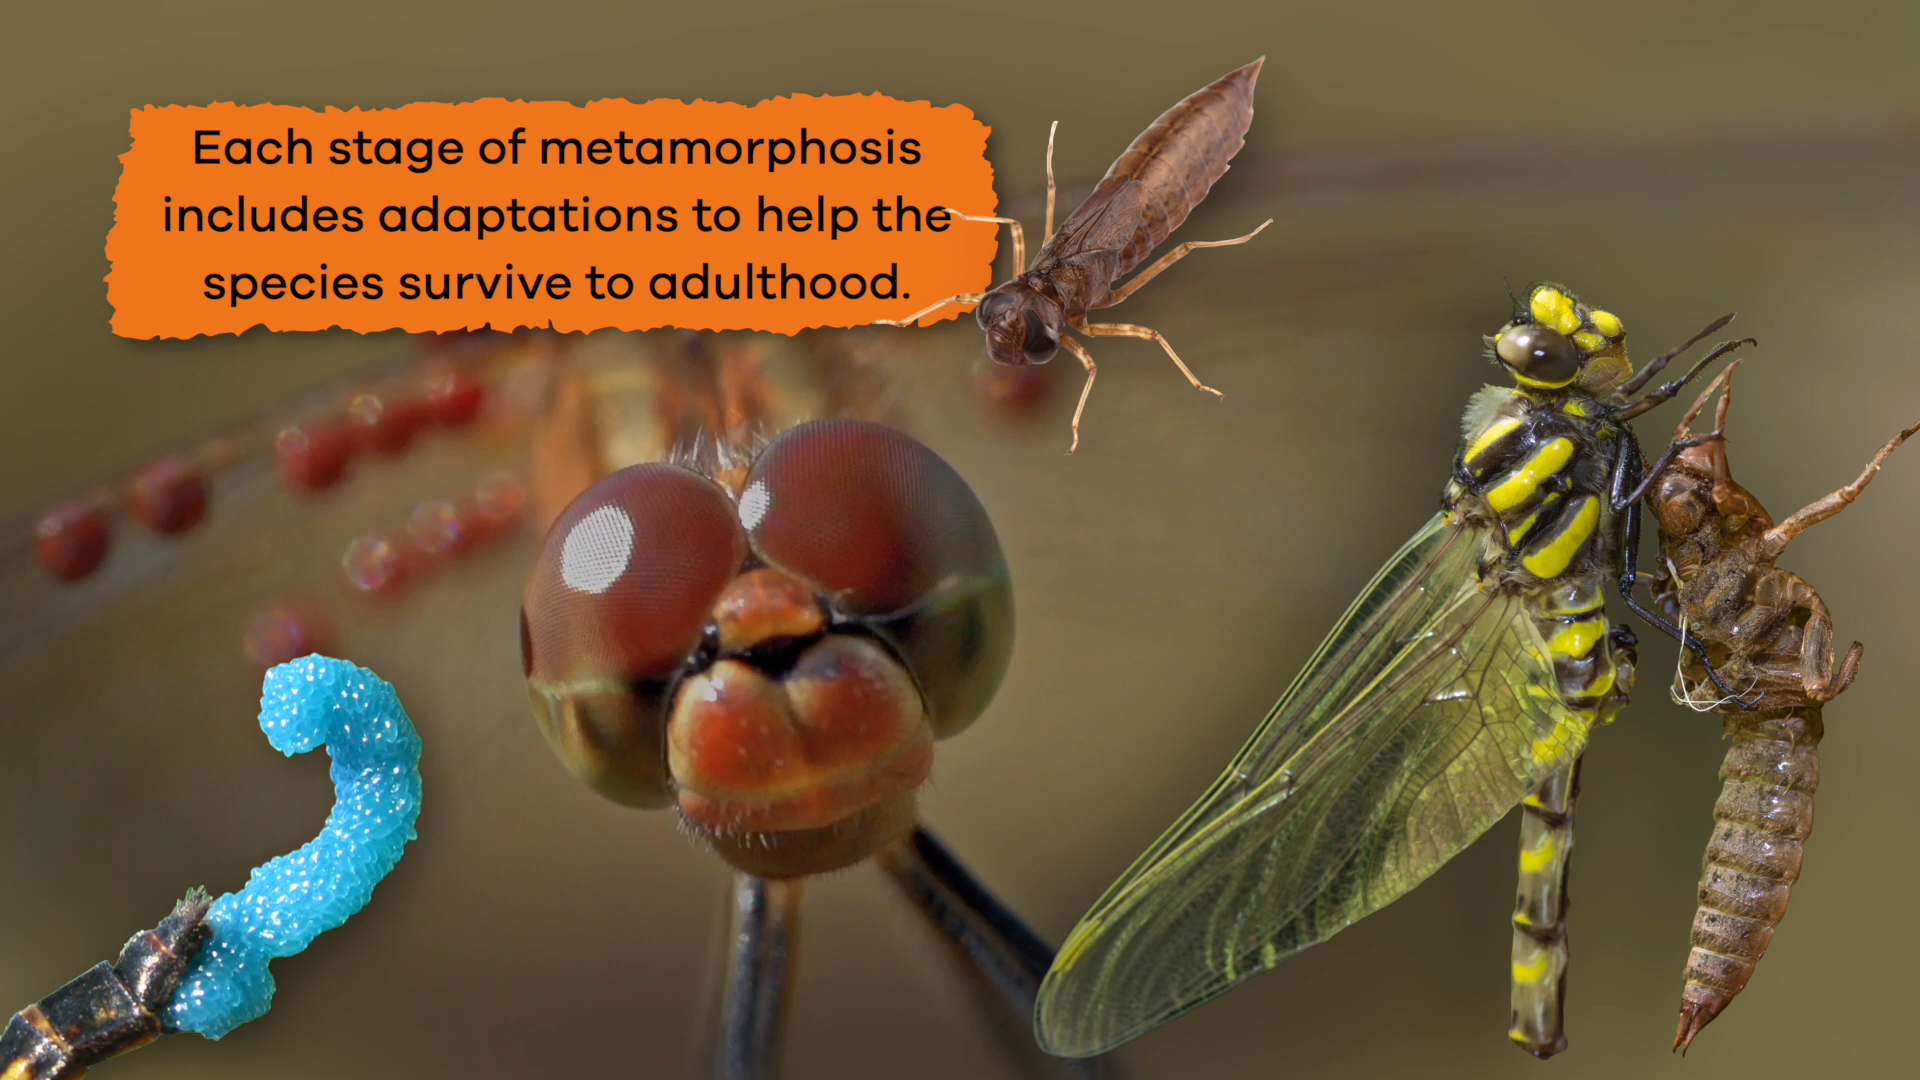 Each stage of metamorphosis
includes adaptations to help the
species survive to adulthood.